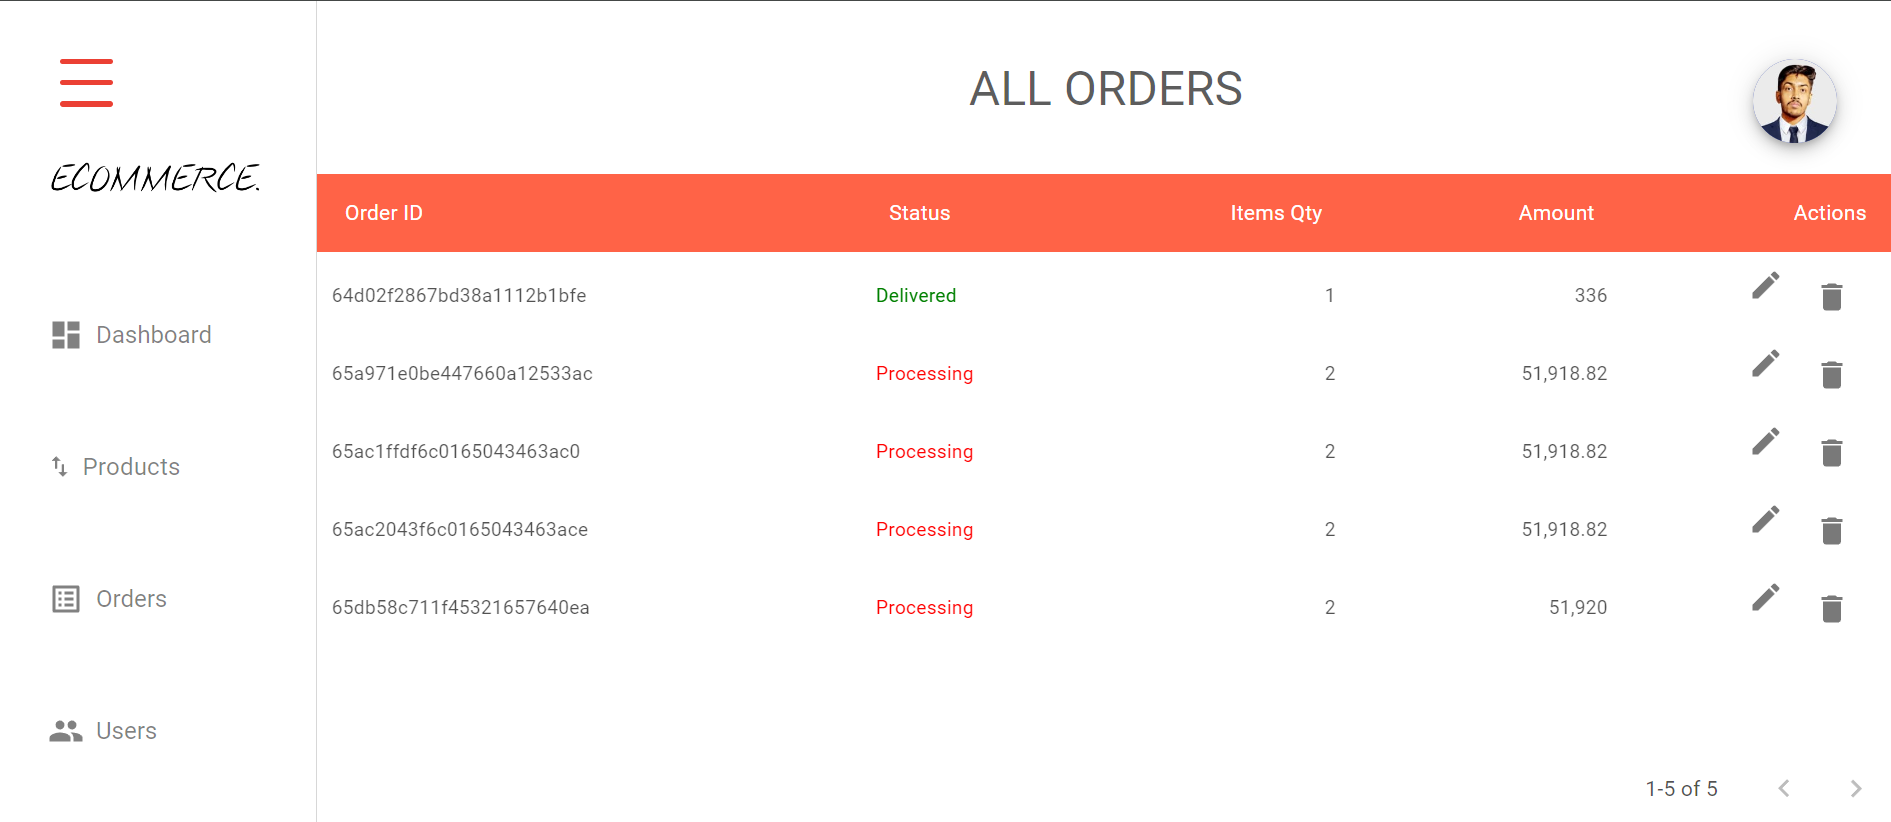 ECOMMERCE.
Dashboard
Products
Orders
Users
ALL ORDERS
Order ID Status Items Qty Amount Actions
64d02f2867bd38a1112b1bfe Delivered 1 336
65a971e0be447660a12533ac Processing 2 51,918.82
65ac1ffdf6c0165043463ac0 Processing 2 51,918.82
65ac2043f6c0165043463ace Processing 2 51,918.82
65db58c711f45321657640ea Processing 2 51,920
1-5 of 5